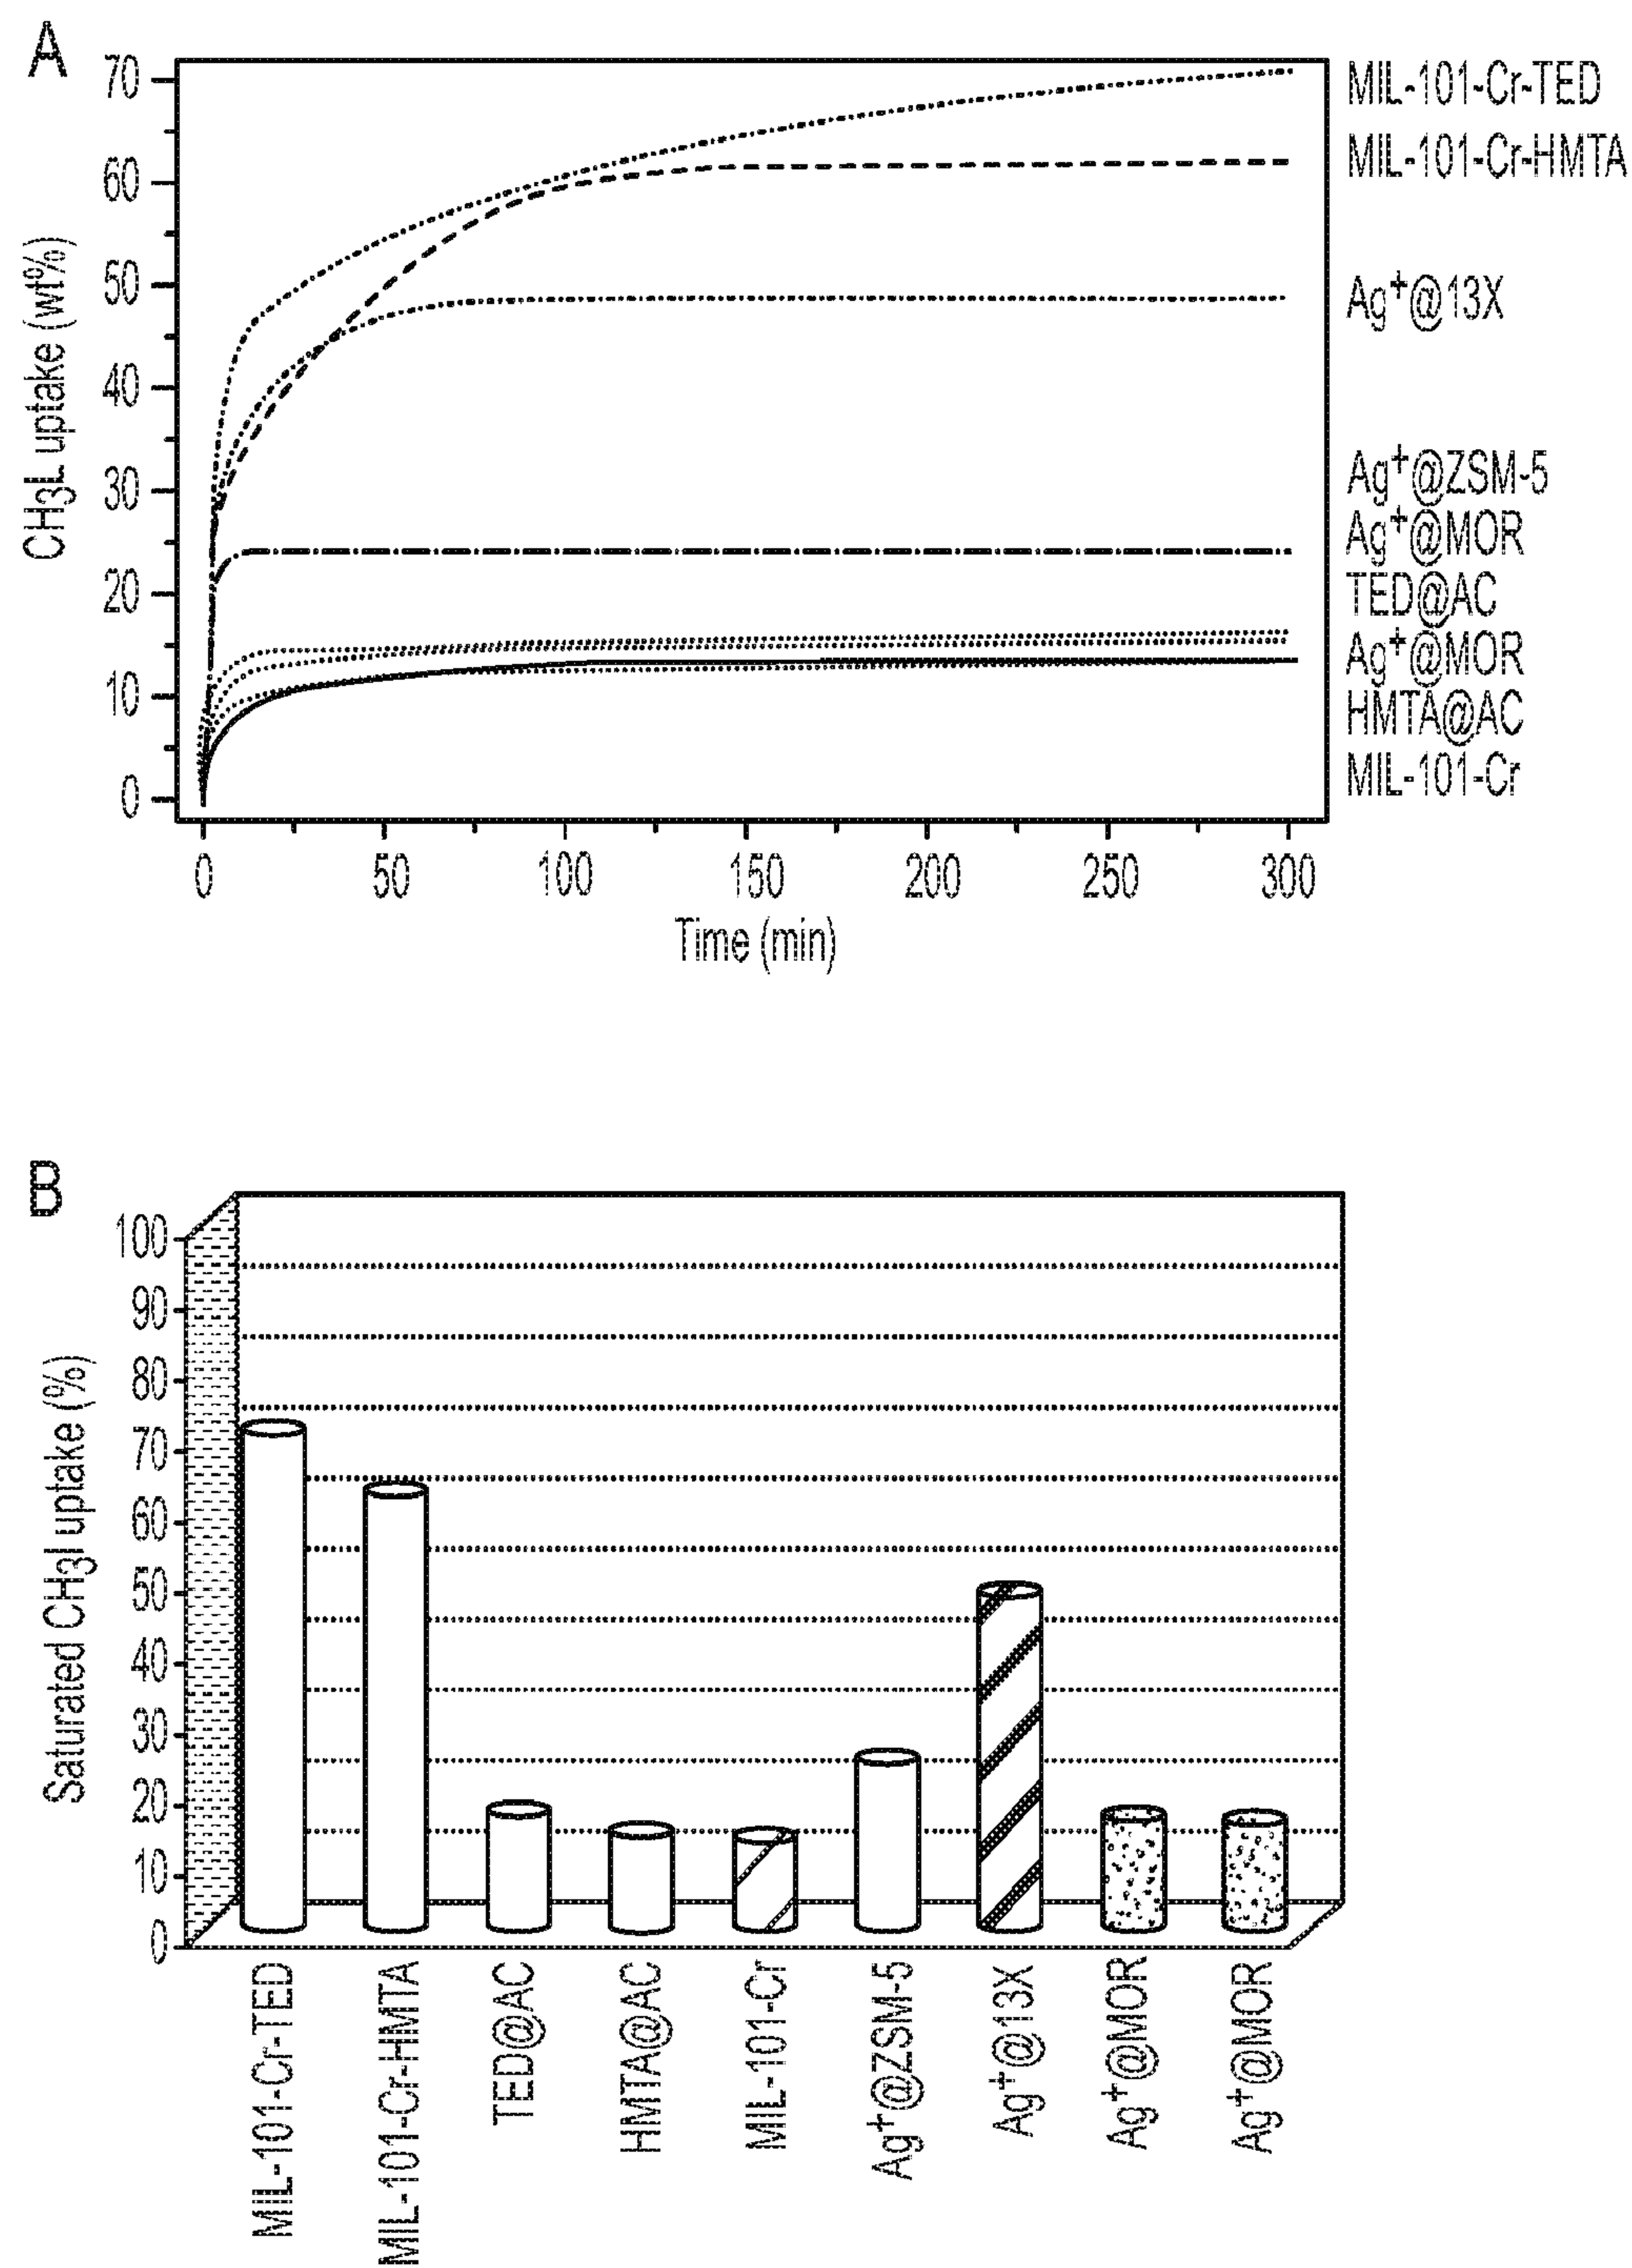 A
CH3L uptake (wt%)
70
60
50
40
30
20
10
0
0 50 100 150 200 250 300
Time (min)
MIL-101-Cr-TED
MIL-101-Cr-HMTA
Ag+@13X
Ag+@ZSM-5
Ag+@MOR
TED@AC
Ag+@MOR
HMTA@AC
MIL-101-Cr
B
Saturated CH3I uptake (%)
100
90
80
70
60
50
40
30
20
10
0
MIL-101-Cr-TED
MIL-101-Cr-HMTA
TED@AC
HMTA@AC
MIL-101-Cr
Ag+@ZSM-5
Ag+@13X
Ag+@MOR
Ag+@MOR